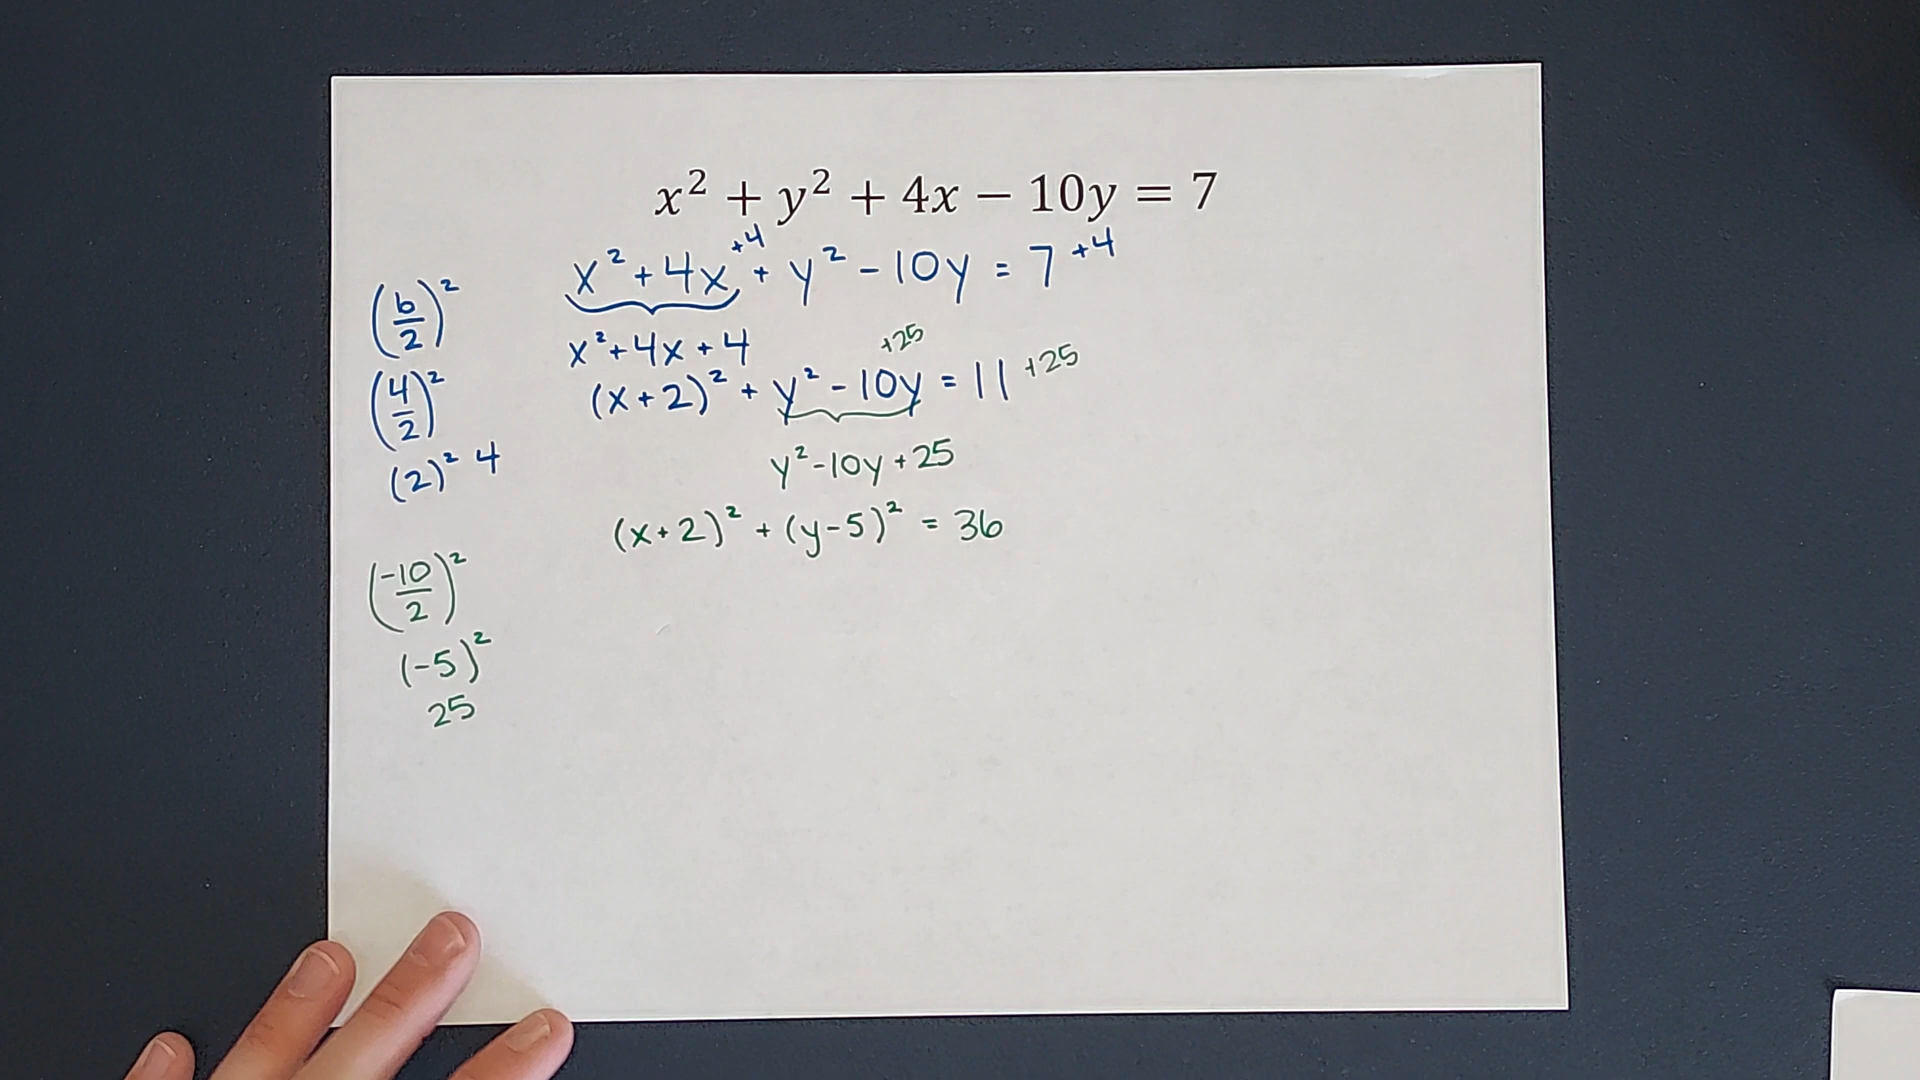 x² + y² + 4x − 10y = 7
x² + 4x +4 + y² − 10y = 7 +4
x² + 4x + 4
(x + 2)² + y² − 10y +25 = 11 +25
y² − 10y + 25
(x + 2)² + (y − 5)² = 36
(b/2)²
(4/2)²
(2)² 4
(−10/2)²
(−5)²
25